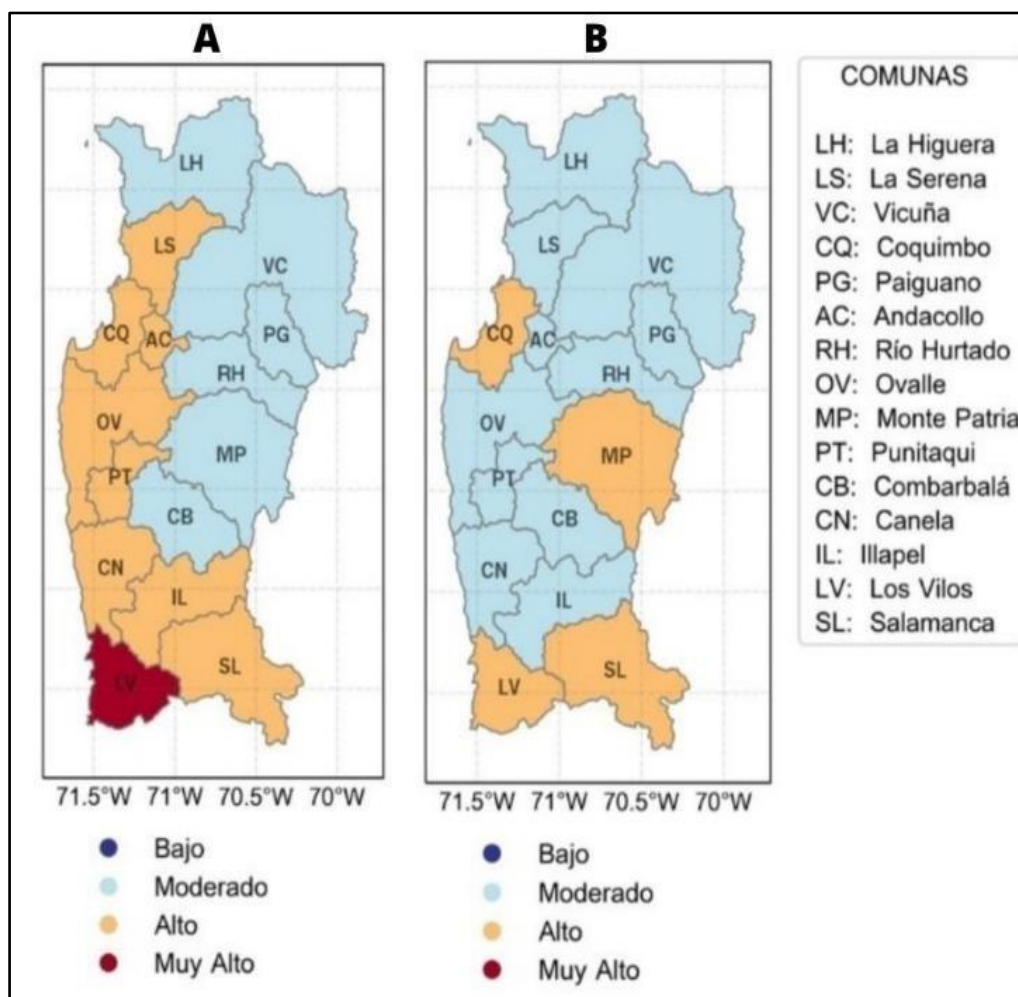 A
LH
LS
VC
CQ
AC
PG
RH
OV
MP
PT
CB
CN
IL
SL
LV
71.5°W 71°W 70.5°W 70°W
Bajo
Moderado
Alto
Muy Alto
B
LH
LS
VC
CQ
AC
PG
RH
OV
MP
PT
CB
CN
IL
SL
LV
71.5°W 71°W 70.5°W 70°W
Bajo
Moderado
Alto
Muy Alto
COMUNAS
LH: La Higuera
LS: La Serena
VC: Vicuña
CQ: Coquimbo
PG: Paiguano
AC: Andacollo
RH: Río Hurtado
OV: Ovalle
MP: Monte Patria
PT: Punitaqui
CB: Combarbalá
CN: Canela
IL: Illapel
LV: Los Vilos
SL: Salamanca